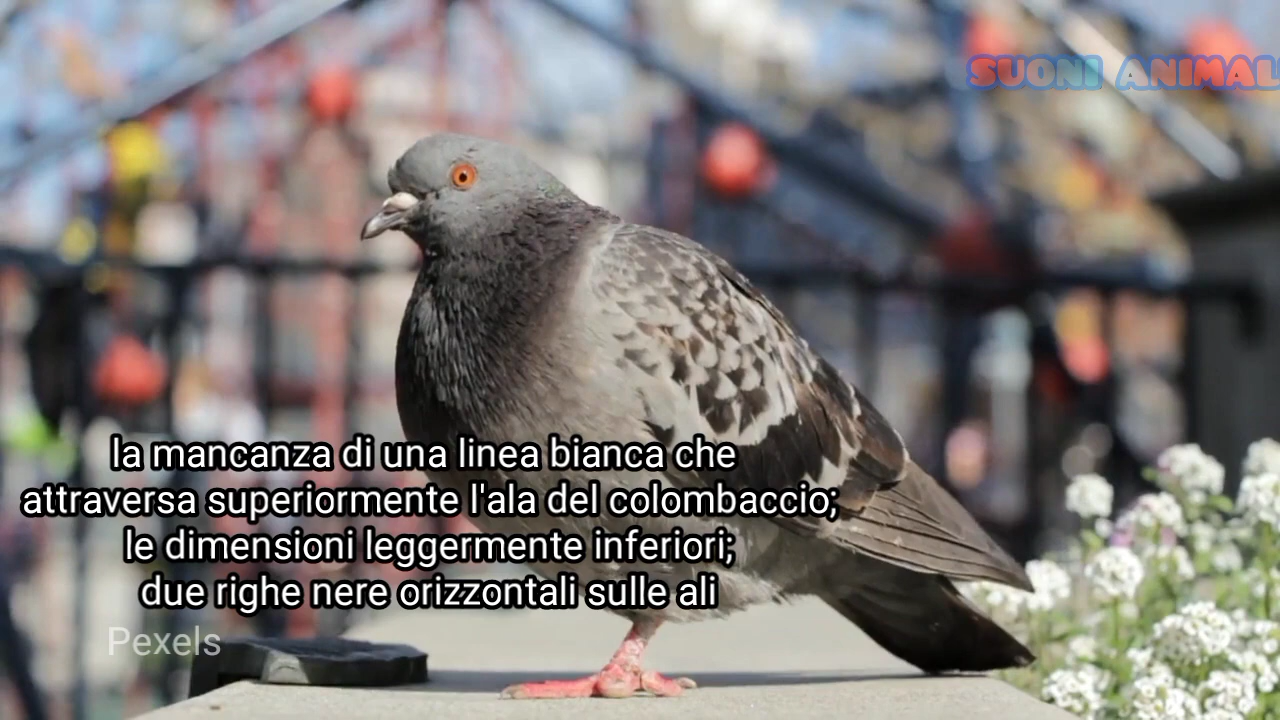 SUONI ANIMAL
la mancanza di una linea bianca che
attraversa superiormente l'ala del colombaccio;
le dimensioni leggermente inferiori;
due righe nere orizzontali sulle ali
Pexels